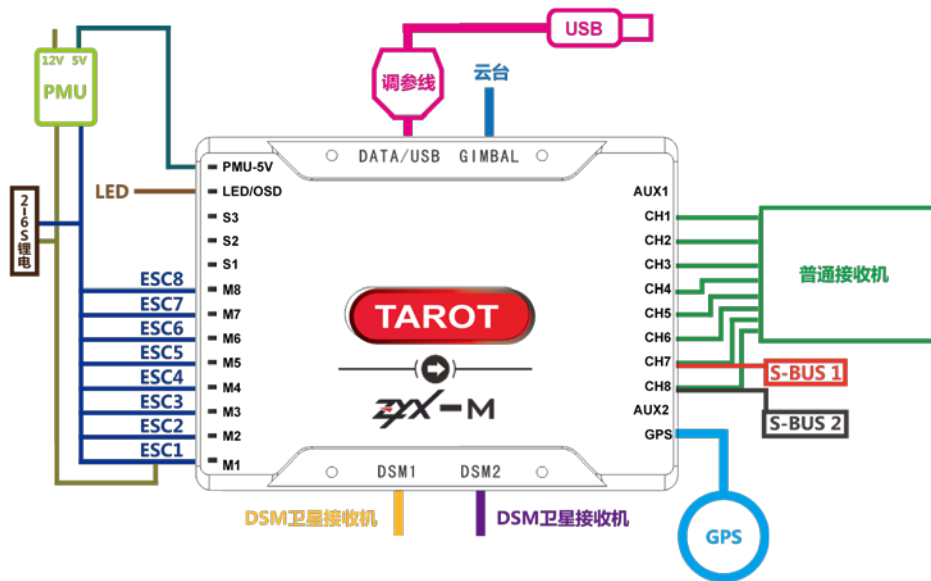 USB
调参线
云台
12V 5V
PMU
DATA/USB GIMBAL
PMU-5V
LED
LED/OSD
2-6S锂电
S3
S2
S1
ESC8
M8
ESC7
M7
ESC6
M6
ESC5
M5
ESC4
M4
ESC3
M3
ESC2
M2
ESC1
M1
TAROT
ZYX-M
AUX1
CH1
CH2
CH3
CH4
CH5
CH6
CH7
CH8
AUX2
GPS
普通接收机
S-BUS 1
S-BUS 2
DSM1 DSM2
DSM卫星接收机
DSM卫星接收机
GPS